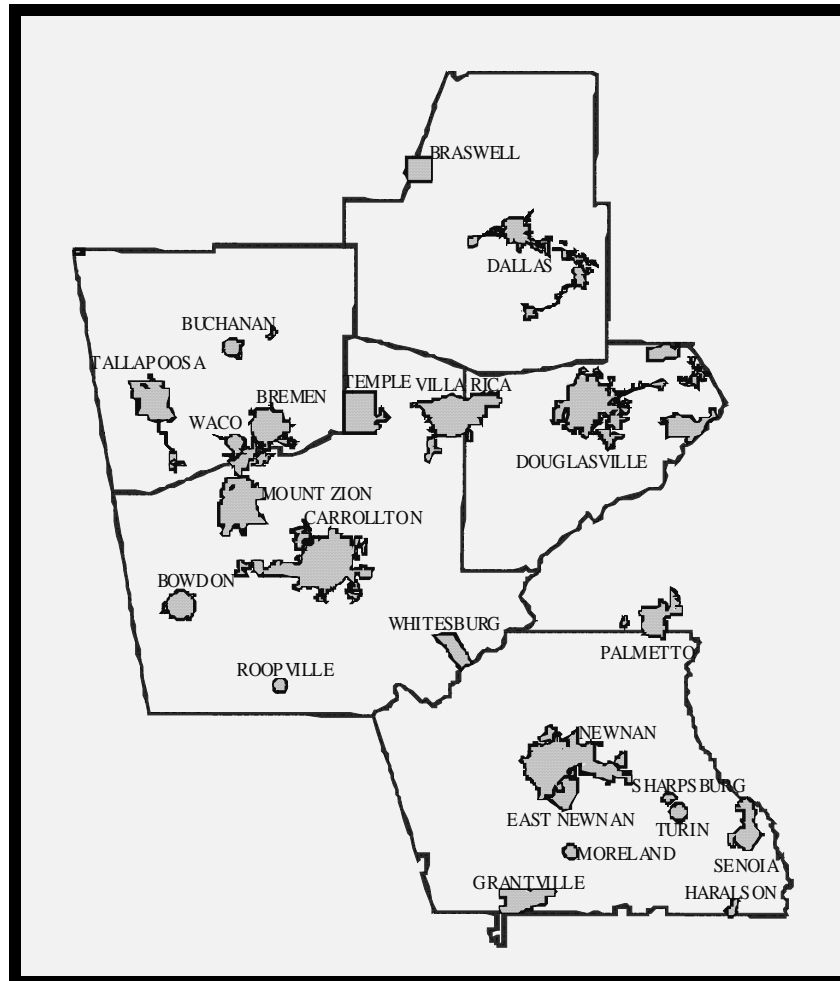 BRASWELL
DALLAS
BUCHANAN
TALLAPOOSA
TEMPLE
VILLA RICA
BREMEN
WACO
DOUGLASVILLE
MOUNT ZION
CARROLLTON
BOWDON
WHITESBURG
PALMETTO
ROOPVILLE
NEWNAN
SHARPSBURG
EAST NEWNAN
TURIN
MORELAND
SENOIA
GRANTVILLE
HARALSON